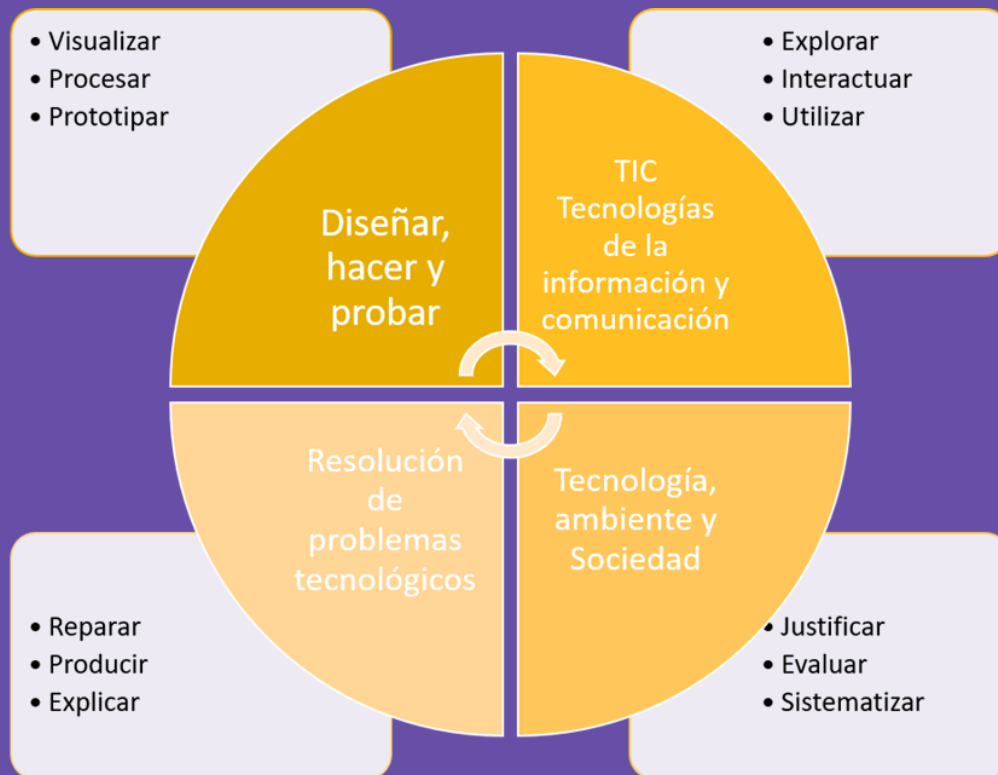 • Visualizar
• Procesar
• Prototipar
• Explorar
• Interactuar
• Utilizar
Diseñar,
hacer y
probar
TIC
Tecnologías
de la
información y
comunicación
Resolución
de
problemas
tecnológicos
Tecnología,
ambiente y
Sociedad
• Reparar
• Producir
• Explicar
• Justificar
• Evaluar
• Sistematizar